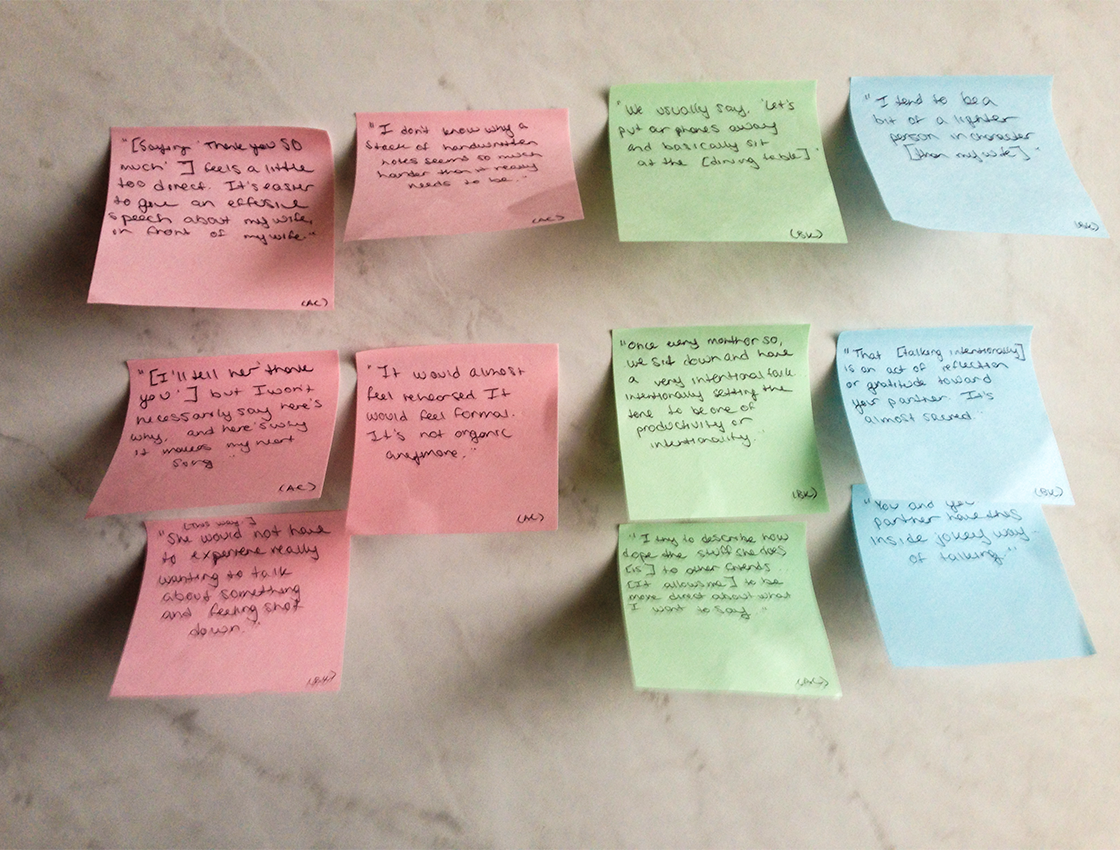 "[Saying 'Thank you SO
much' '] feels a little
too direct. It's easier
to give an effusive
speech about my wife,
in front of my wife."
(AC)
"I don't know why a
stack of handwritten
notes seems so much
harder than it really
needs to be."
(AC)
"We usually say, 'Let's
put our phones away
and basically sit
at the [dining table]'"
(BK)
"I tend to be a
bit of a lighter
person in character
[than my wife]"
(BK)
"[I'll tell her 'thank
you'] but I won't
necessarily say here's
why, and here's why
it makes my heart
sing"
(AC)
"It would almost
feel rehearsed It
would feel formal.
It's not organic
anymore."
(AC)
"Once every month or so,
we sit down and have
a very intentional talk
intentionally setting the
tone to be one of
productivity or
intentionality."
(BK)
"That [talking intentionally]
is an act of reflection
or gratitude toward
your partner. It's
almost sacred."
(BK)
[this way.]
"She would not have
to experience really
wanting to talk
about something
and feeling shot
down."
"I try to describe how
dope the stuff she does
[is] to other friends...
[It allows me] to be
more direct about what
I want to say."
"You and your
partner have this
inside jokey way
of talking."